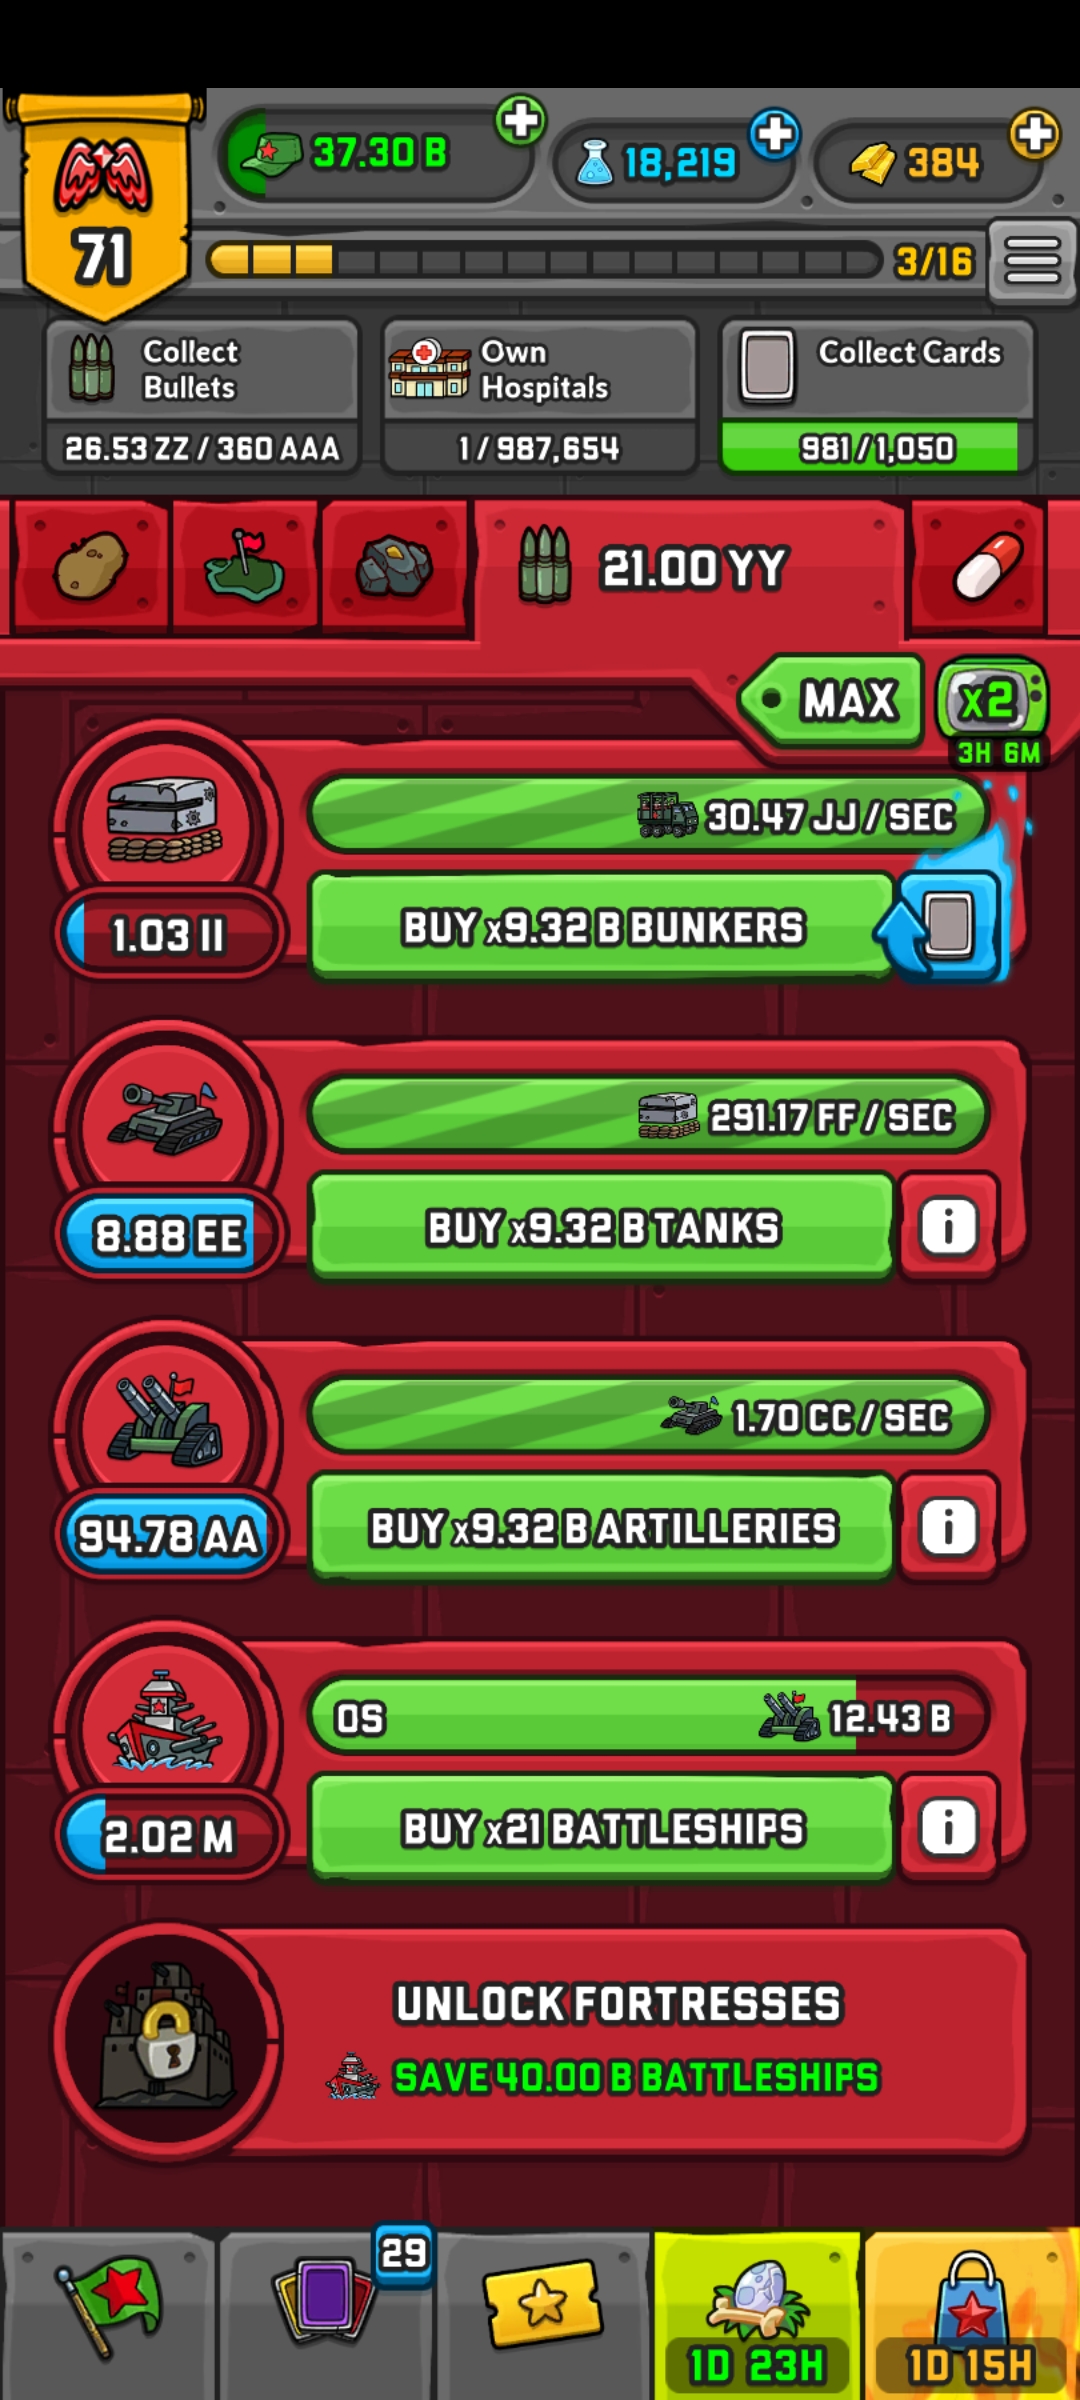 37.30 B
18,219
384
71
3/16
Collect
Bullets
26.53 ZZ / 360 AAA
Own
Hospitals
1 / 987,654
Collect Cards
981 / 1,050
21.00 YY
MAX
x2
3H 6M
30.47 JJ / SEC
1.03 II
BUY x9.32 B BUNKERS
291.17 FF / SEC
8.88 EE
BUY x9.32 B TANKS
i
1.70 CC / SEC
94.78 AA
BUY x9.32 B ARTILLERIES
i
0S
12.43 B
2.02 M
BUY x21 BATTLESHIPS
i
UNLOCK FORTRESSES
SAVE 40.00 B BATTLESHIPS
29
1D 23H
1D 15H